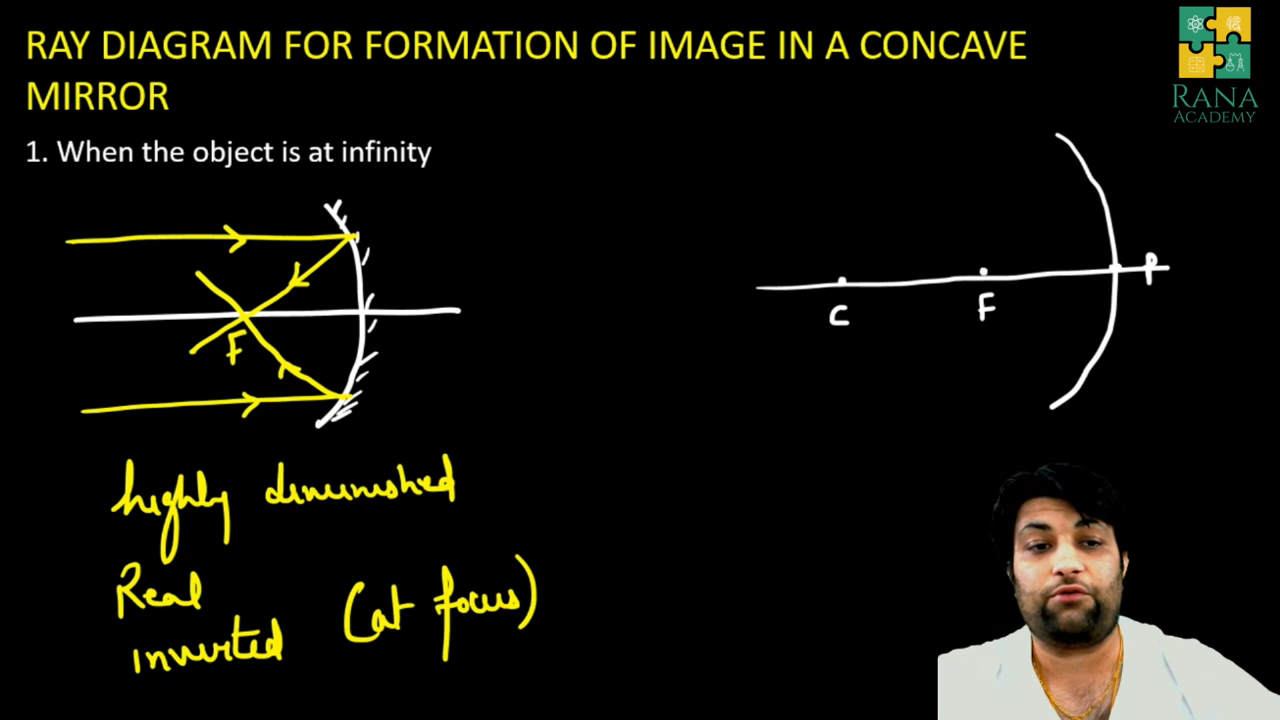 RAY DIAGRAM FOR FORMATION OF IMAGE IN A CONCAVE
MIRROR
RANA
ACADEMY
1. When the object is at infinity
F
C
F
P
highly diminished
Real
inverted
(at focus)